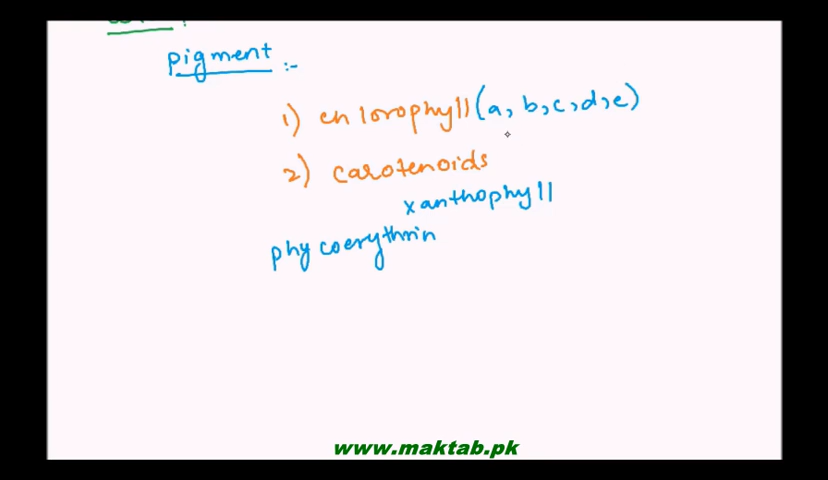 pigment :-
1) chlorophyll (a, b, c, d, e)
2) carotenoids
xanthophyll
phycoerythrin
www.maktab.pk